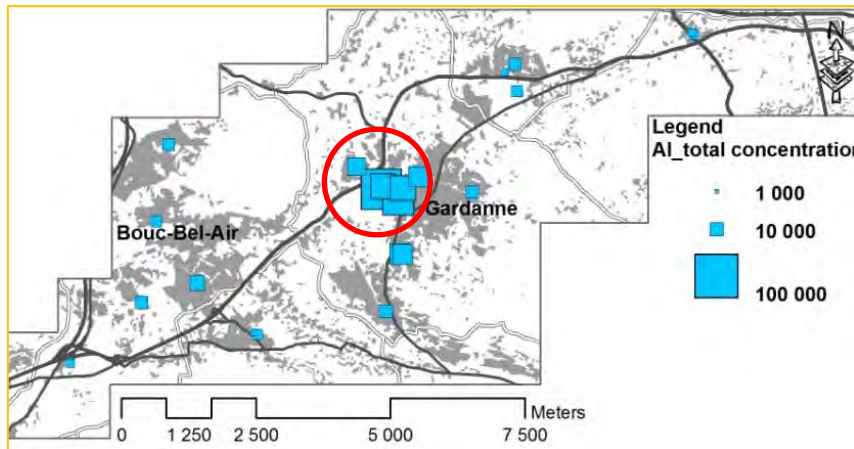 N
Legend
Al_total concentration
1 000
10 000
100 000
Gardanne
Bouc-Bel-Air
Meters
0 1 250 2 500 5 000 7 500